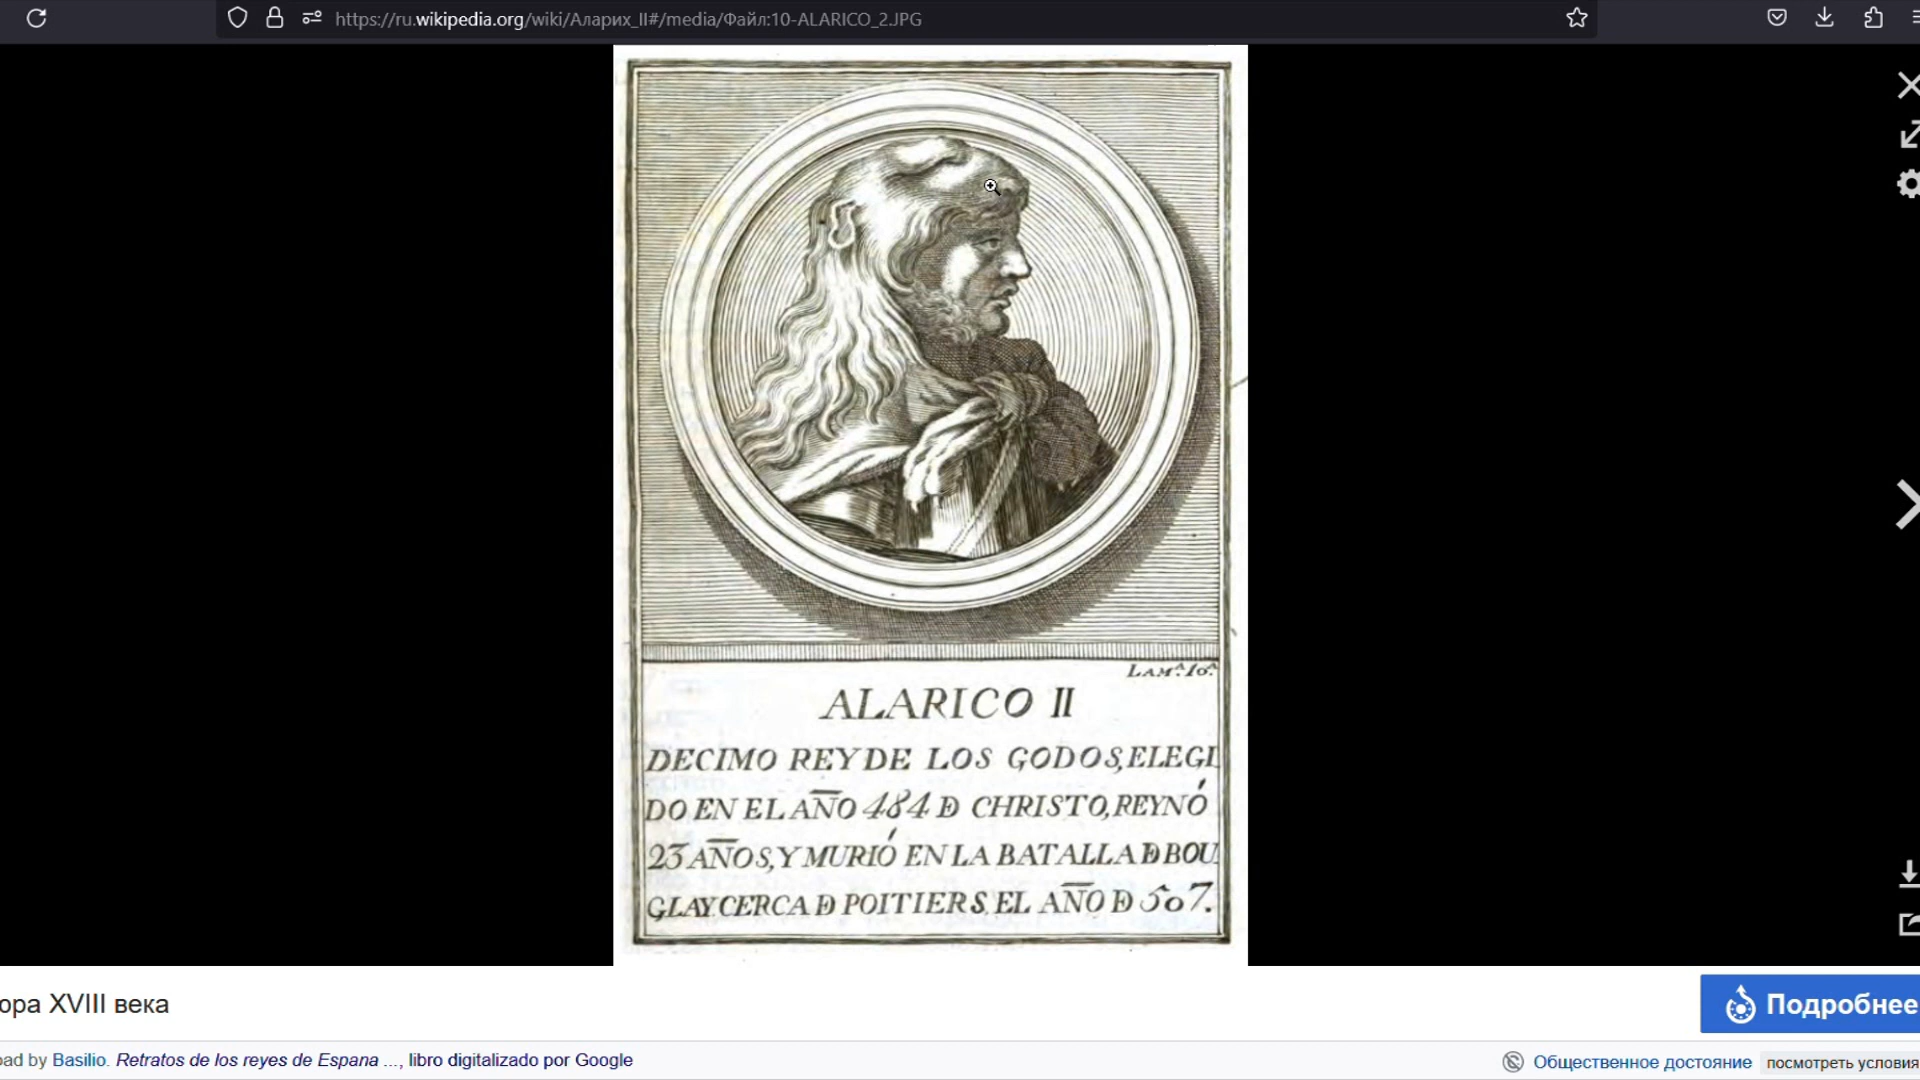 https://ru.wikipedia.org/wiki/Аларих_II#/media/Файл:10-ALARICO_2.JPG
LAM.ª 10.ª
ALARICO II
DECIMO REY DE LOS GODOS, ELEGI
DO EN EL AÑO 484 Đ CHRISTO, REYNÓ
23 AÑOS, Y MURIÓ EN LA BATALLA Đ BOU
GLAY CERCA Đ POITIERS, EL AÑO Đ 507.
ора XVIII века
Подробнее
oad by Basilio. Retratos de los reyes de Espana ..., libro digitalizado por Google
Общественное достояние
посмотреть условия